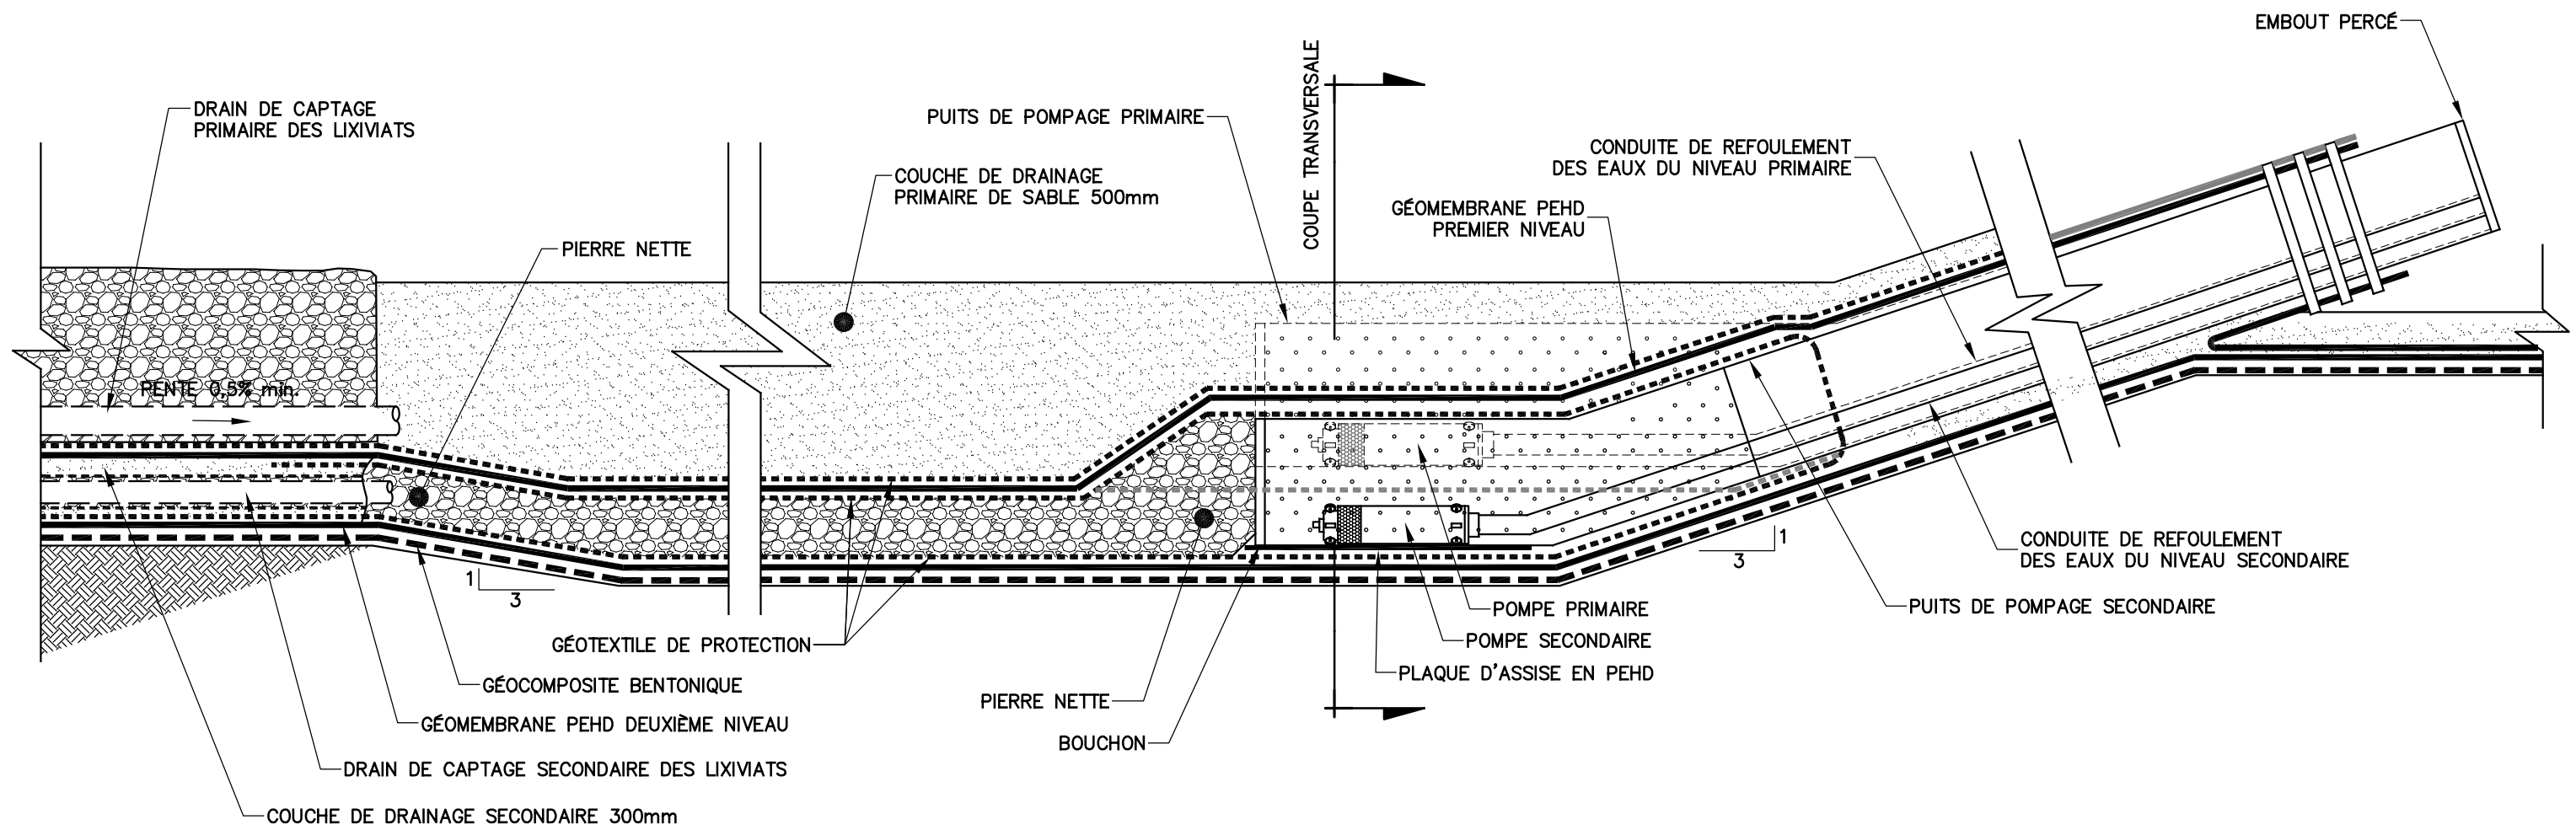 EMBOUT PERCÉ
DRAIN DE CAPTAGE
PRIMAIRE DES LIXIVIATS
PUITS DE POMPAGE PRIMAIRE
COUPE TRANSVERSALE
CONDUITE DE REFOULEMENT
DES EAUX DU NIVEAU PRIMAIRE
COUCHE DE DRAINAGE
PRIMAIRE DE SABLE 500mm
GÉOMEMBRANE PEHD
PREMIER NIVEAU
PIERRE NETTE
PENTE 0,5% min.
1
3
1
3
CONDUITE DE REFOULEMENT
DES EAUX DU NIVEAU SECONDAIRE
PUITS DE POMPAGE SECONDAIRE
POMPE PRIMAIRE
POMPE SECONDAIRE
PLAQUE D'ASSISE EN PEHD
GÉOTEXTILE DE PROTECTION
GÉOCOMPOSITE BENTONIQUE
PIERRE NETTE
GÉOMEMBRANE PEHD DEUXIÈME NIVEAU
BOUCHON
DRAIN DE CAPTAGE SECONDAIRE DES LIXIVIATS
COUCHE DE DRAINAGE SECONDAIRE 300mm